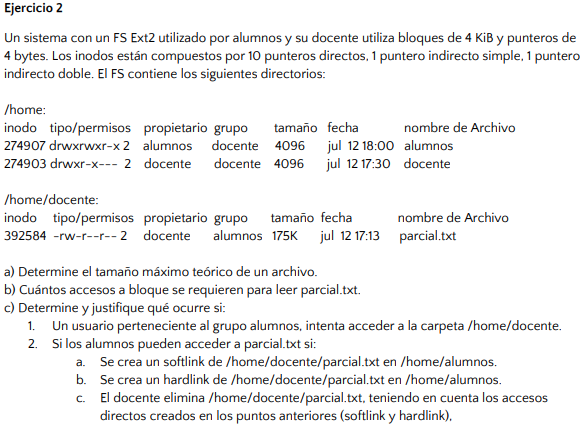 Ejercicio 2
Un sistema con un FS Ext2 utilizado por alumnos y su docente utiliza bloques de 4 KiB y punteros de
4 bytes. Los inodos están compuestos por 10 punteros directos, 1 puntero indirecto simple, 1 puntero
indirecto doble. El FS contiene los siguientes directorios:
/home:
inodo tipo/permisos propietario grupo tamaño fecha nombre de Archivo
274907 drwxrwxr-x 2 alumnos docente 4096 jul 12 18:00 alumnos
274903 drwxr-x--- 2 docente docente 4096 jul 12 17:30 docente
/home/docente:
inodo tipo/permisos propietario grupo tamaño fecha nombre de Archivo
392584 -rw-r--r-- 2 docente alumnos 175K jul 12 17:13 parcial.txt
a) Determine el tamaño máximo teórico de un archivo.
b) Cuántos accesos a bloque se requieren para leer parcial.txt.
c) Determine y justifique qué ocurre si:
1. Un usuario perteneciente al grupo alumnos, intenta acceder a la carpeta /home/docente.
2. Si los alumnos pueden acceder a parcial.txt si:
a. Se crea un softlink de /home/docente/parcial.txt en /home/alumnos.
b. Se crea un hardlink de /home/docente/parcial.txt en /home/alumnos.
c. El docente elimina /home/docente/parcial.txt, teniendo en cuenta los accesos
directos creados en los puntos anteriores (softlink y hardlink),